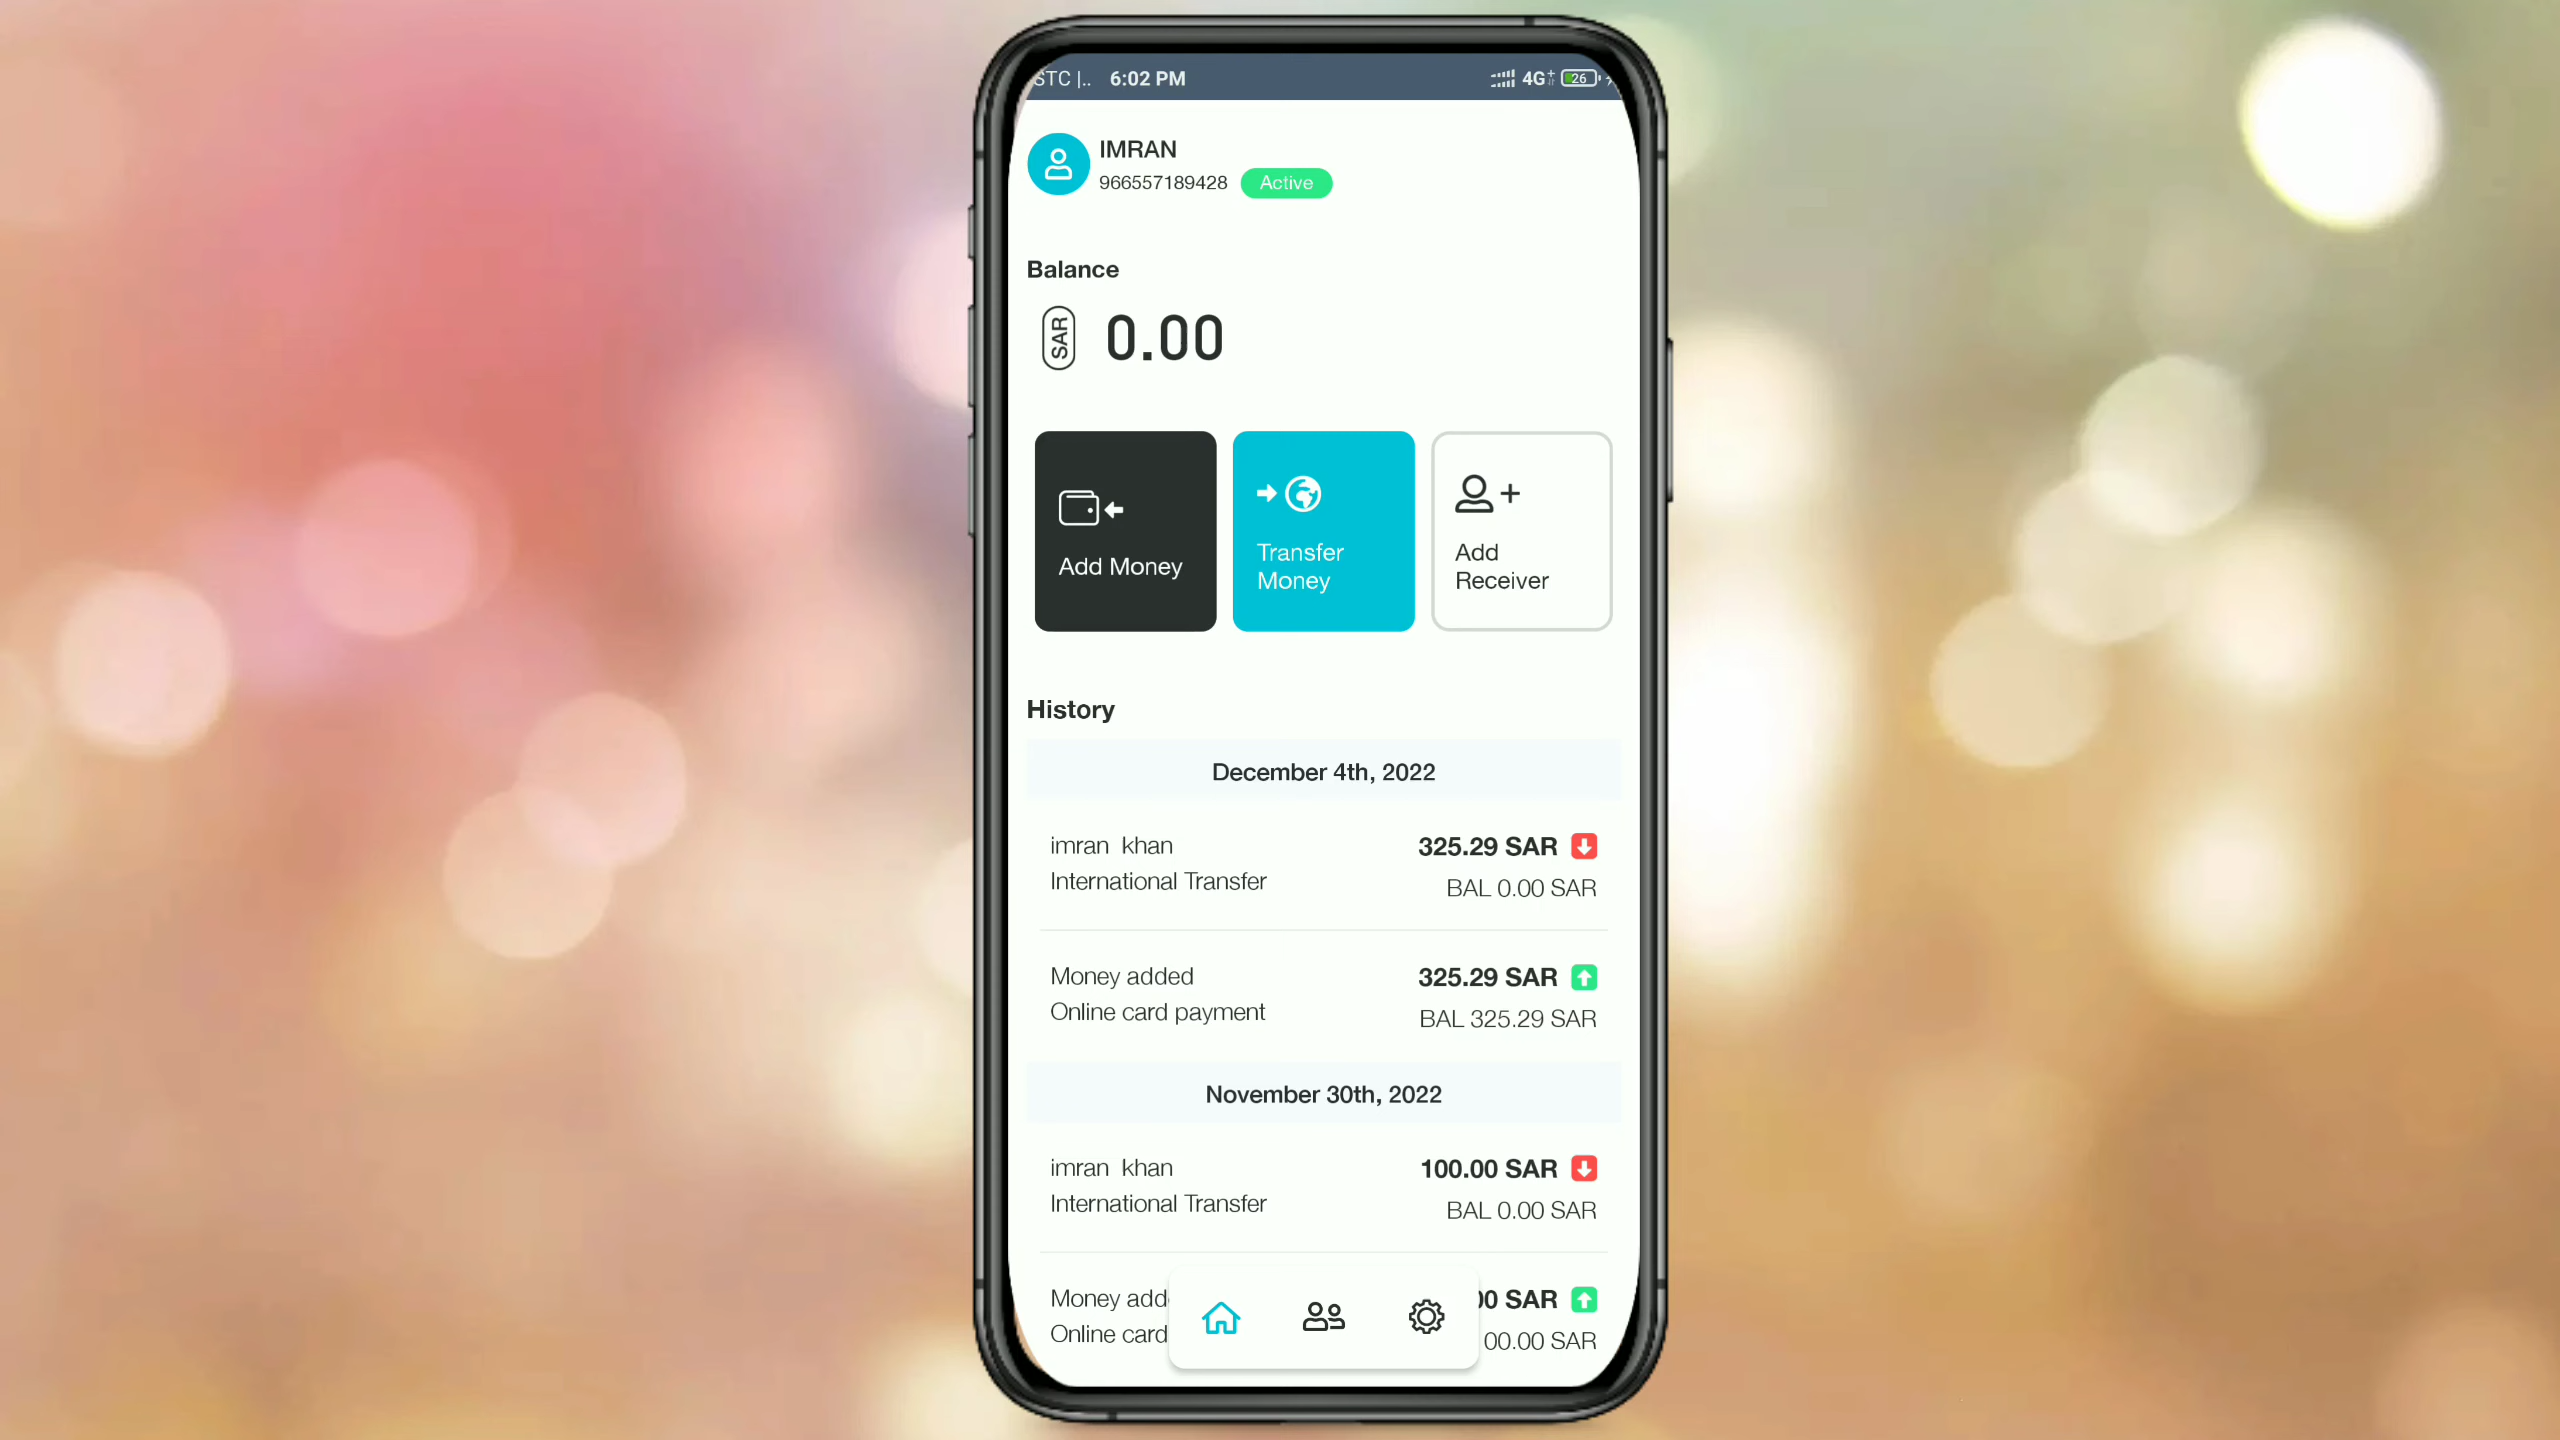 STC |.. 6:02 PM 4G+ 26
IMRAN
966557189428 Active
Balance
SAR 0.00
Add Money
Transfer
Money
Add
Receiver
History
December 4th, 2022
imran khan 325.29 SAR
International Transfer BAL 0.00 SAR
Money added 325.29 SAR
Online card payment BAL 325.29 SAR
November 30th, 2022
imran khan 100.00 SAR
International Transfer BAL 0.00 SAR
Money add 00 SAR
Online card 00.00 SAR